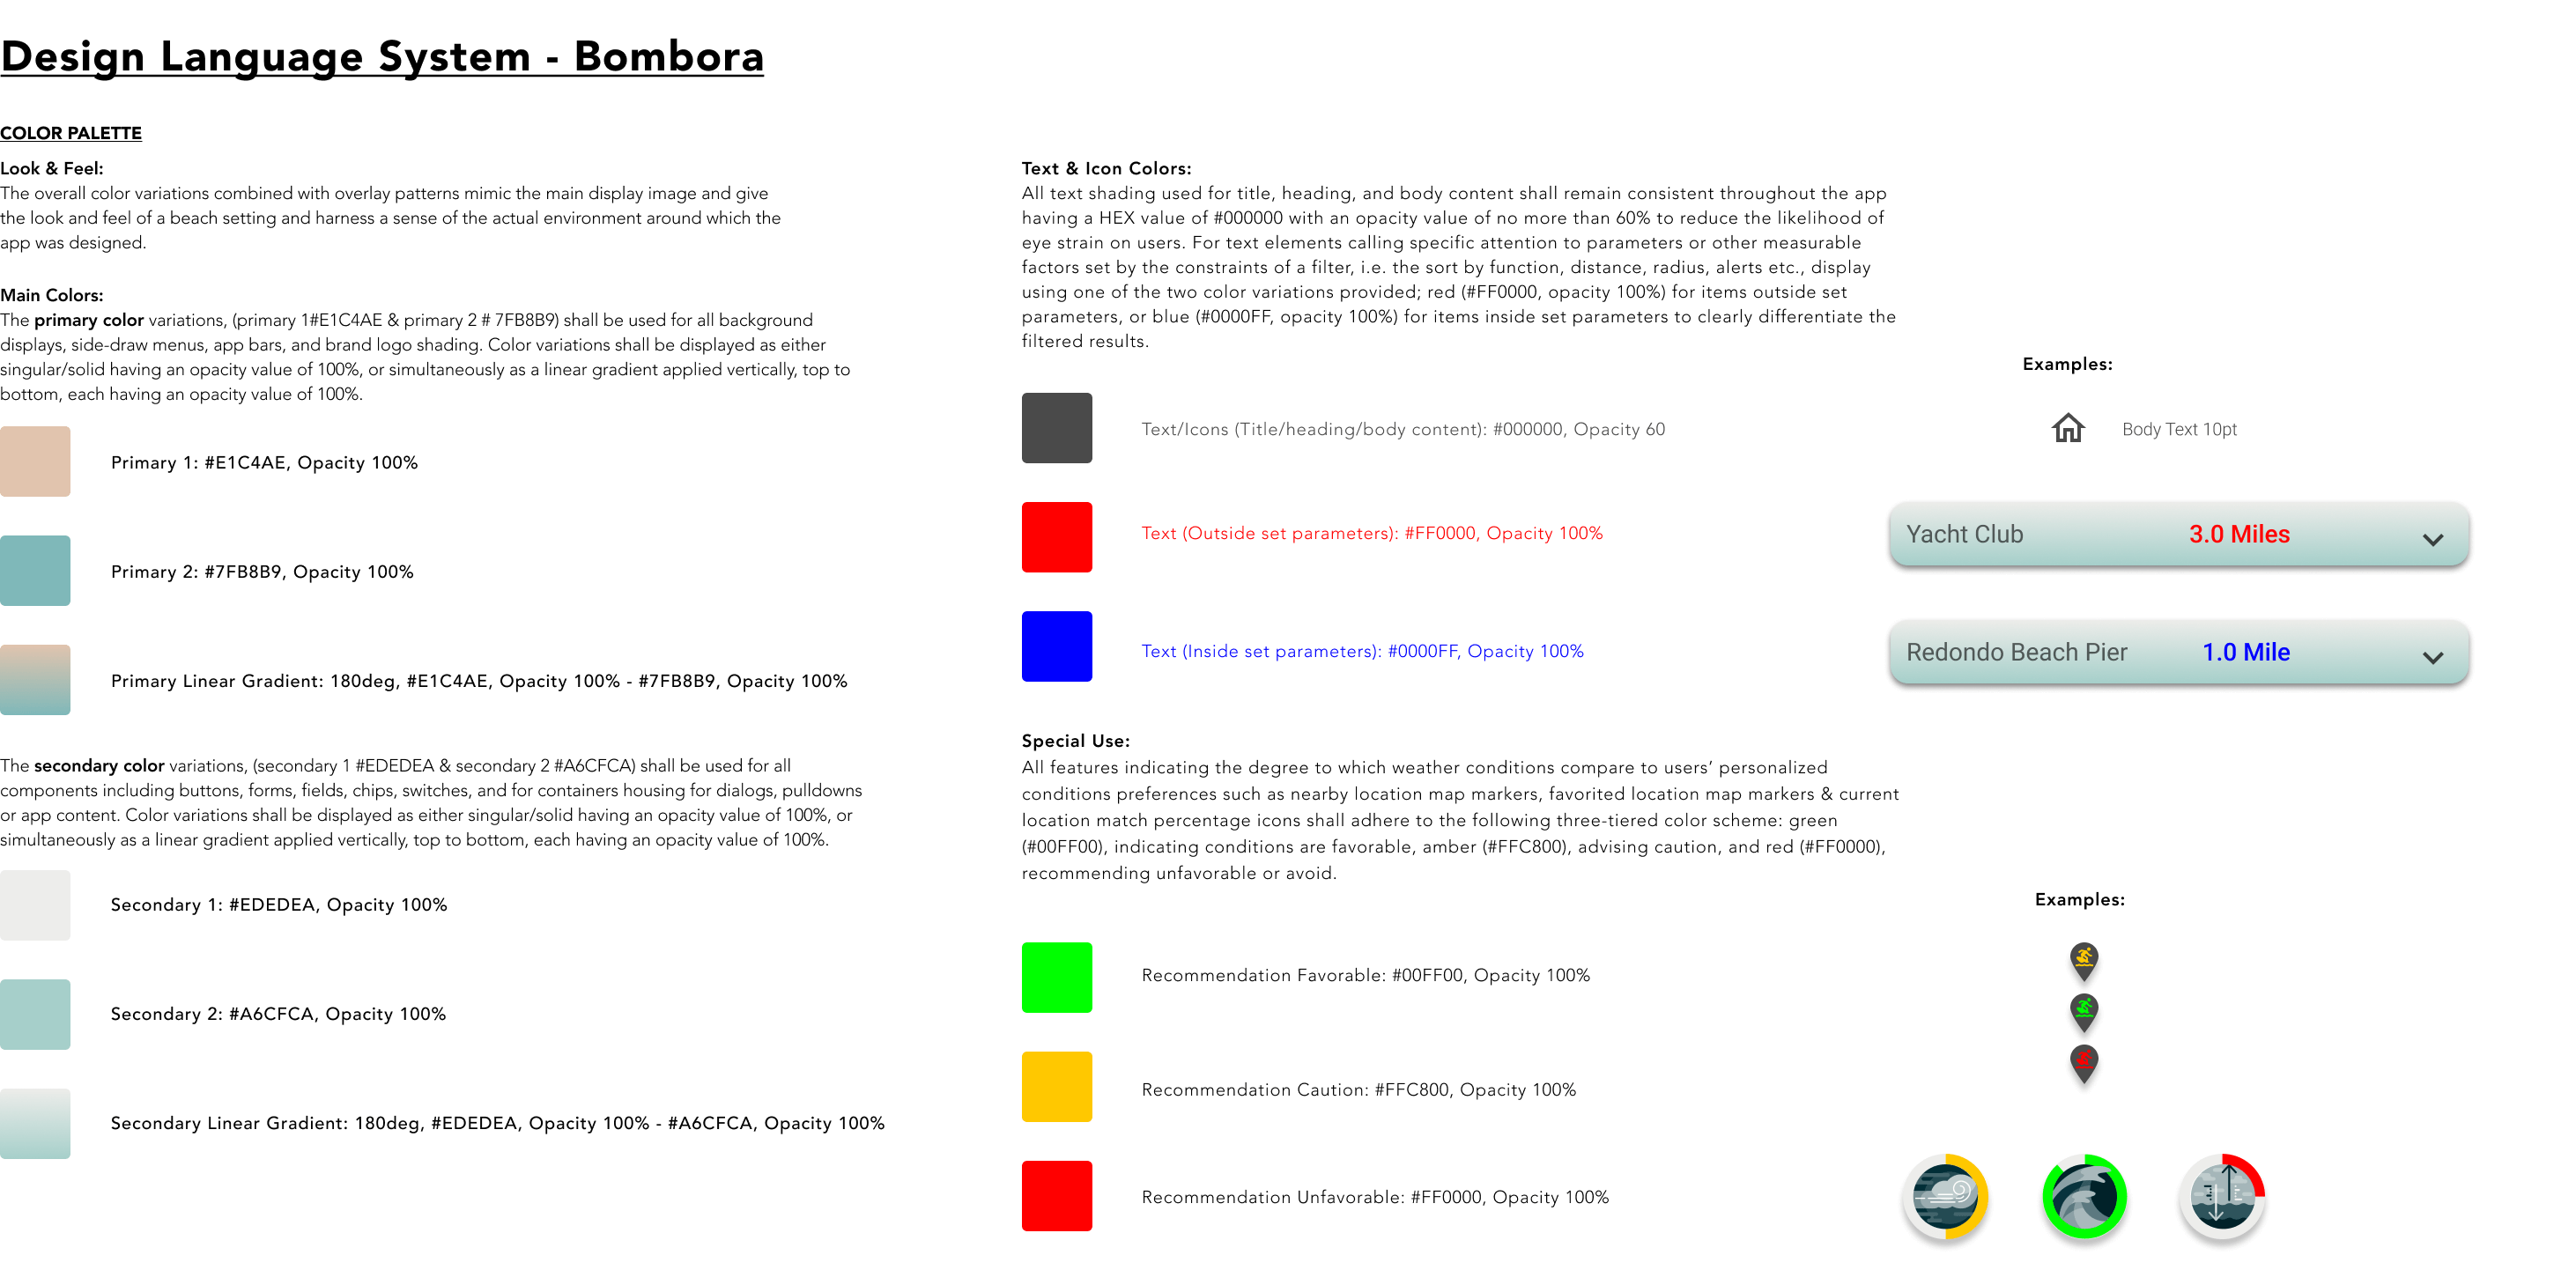 Design Language System - Bombora
COLOR PALETTE
Look & Feel:
The overall color variations combined with overlay patterns mimic the main display image and give
the look and feel of a beach setting and harness a sense of the actual environment around which the
app was designed.
Main Colors:
The primary color variations, (primary 1#E1C4AE & primary 2 # 7FB8B9) shall be used for all background
displays, side-draw menus, app bars, and brand logo shading. Color variations shall be displayed as either
singular/solid having an opacity value of 100%, or simultaneously as a linear gradient applied vertically, top to
bottom, each having an opacity value of 100%.
Primary 1: #E1C4AE, Opacity 100%
Primary 2: #7FB8B9, Opacity 100%
Primary Linear Gradient: 180deg, #E1C4AE, Opacity 100% - #7FB8B9, Opacity 100%
The secondary color variations, (secondary 1 #EDEDEA & secondary 2 #A6CFCA) shall be used for all
components including buttons, forms, fields, chips, switches, and for containers housing for dialogs, pulldowns
or app content. Color variations shall be displayed as either singular/solid having an opacity value of 100%, or
simultaneously as a linear gradient applied vertically, top to bottom, each having an opacity value of 100%.
Secondary 1: #EDEDEA, Opacity 100%
Secondary 2: #A6CFCA, Opacity 100%
Secondary Linear Gradient: 180deg, #EDEDEA, Opacity 100% - #A6CFCA, Opacity 100%
Text & Icon Colors:
All text shading used for title, heading, and body content shall remain consistent throughout the app
having a HEX value of #000000 with an opacity value of no more than 60% to reduce the likelihood of
eye strain on users. For text elements calling specific attention to parameters or other measurable
factors set by the constraints of a filter, i.e. the sort by function, distance, radius, alerts etc., display
using one of the two color variations provided; red (#FF0000, opacity 100%) for items outside set
parameters, or blue (#0000FF, opacity 100%) for items inside set parameters to clearly differentiate the
filtered results.
Examples:
Text/Icons (Title/heading/body content): #000000, Opacity 60
Body Text 10pt
Text (Outside set parameters): #FF0000, Opacity 100%
Yacht Club 3.0 Miles
Text (Inside set parameters): #0000FF, Opacity 100%
Redondo Beach Pier 1.0 Mile
Special Use:
All features indicating the degree to which weather conditions compare to users’ personalized
conditions preferences such as nearby location map markers, favorited location map markers & current
location match percentage icons shall adhere to the following three-tiered color scheme: green
(#00FF00), indicating conditions are favorable, amber (#FFC800), advising caution, and red (#FF0000),
recommending unfavorable or avoid.
Examples:
Recommendation Favorable: #00FF00, Opacity 100%
Recommendation Caution: #FFC800, Opacity 100%
Recommendation Unfavorable: #FF0000, Opacity 100%